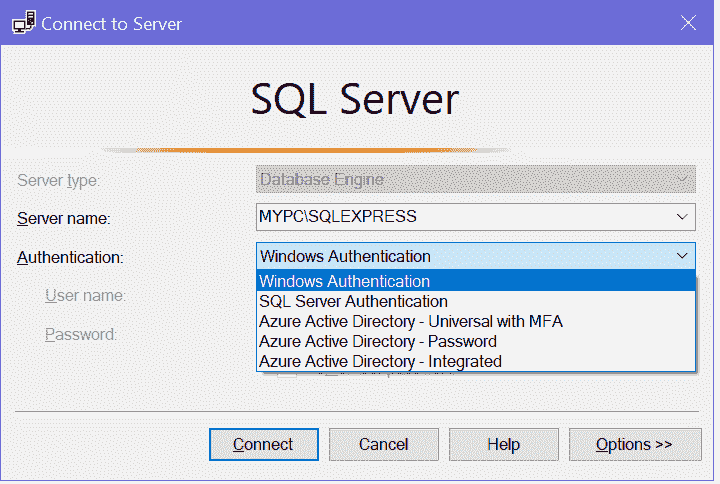 Connect to Server
SQL Server
Server type: Database Engine
Server name: MYPC\SQLEXPRESS
Authentication: Windows Authentication
Windows Authentication
User name:
SQL Server Authentication
Azure Active Directory - Universal with MFA
Password:
Azure Active Directory - Password
Azure Active Directory - Integrated
Connect Cancel Help Options >>